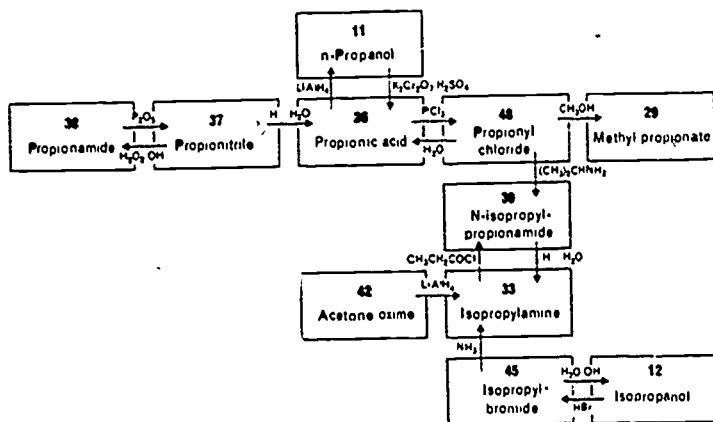 11
n-Propanol
LiAlH₄ K₂Cr₂O₇ H₂SO₄
38 P₂O₅ 37 H H₂O 26 PCl₃ 48 CH₃OH 29
Propionamide Propionitrile Propionic acid Propionyl chloride Methyl propionate
H₂O₂ OH H₂O
(CH₃)₂CHNH₂
30
N-isopropyl-
propionamide
CH₃CH₂COCl H H₂O
42 LiAlH₄ 33
Acetone oxime Isopropylamine
NH₃
45 H₂O OH 12
Isopropyl- Isopropanol
bromide HBr